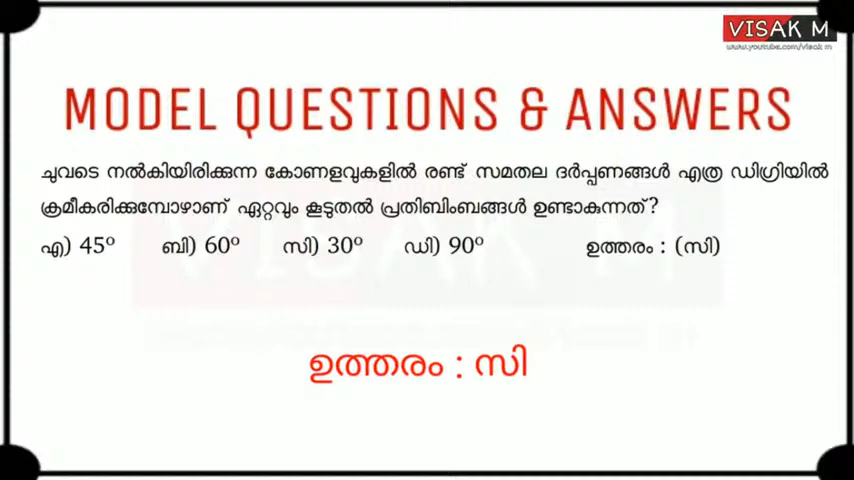 VISAK M
www.youtube.com/visak m
MODEL QUESTIONS & ANSWERS
ചുവടെ നൽകിയിരിക്കുന്ന കോണളവുകളിൽ രണ്ട് സമതല ദർപ്പണങ്ങൾ എത്ര ഡിഗ്രിയിൽ
ക്രമീകരിക്കുമ്പോഴാണ് ഏറ്റവും കൂടുതൽ പ്രതിബിംബങ്ങൾ ഉണ്ടാകുന്നത്?
എ) 45° ബി) 60° സി) 30° ഡി) 90° ഉത്തരം : (സി)
VISAK M
ഉത്തരം : സി